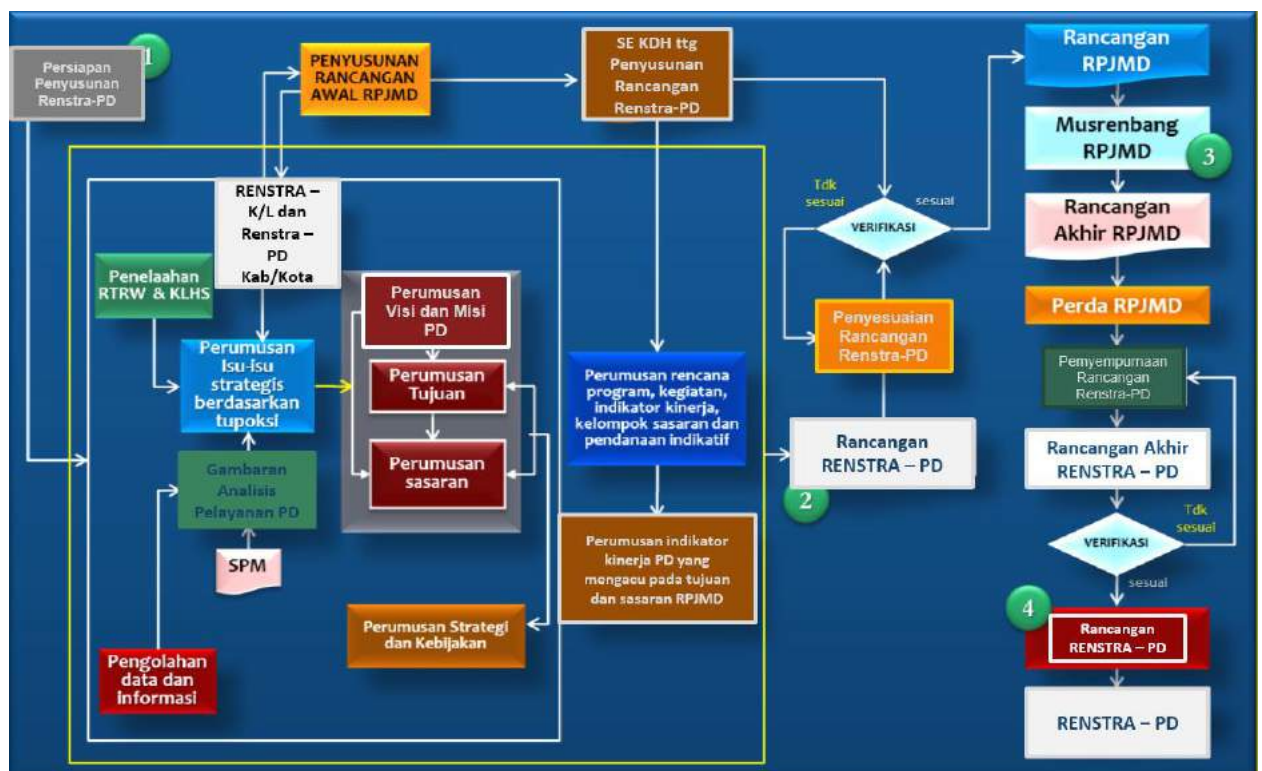 1
Persiapan
Penyusunan
Renstra-PD
PENYUSUNAN
RANCANGAN
AWAL RPJMD
SE KDH ttg
Penyusunan
Rancangan
Renstra-PD
Rancangan
RPJMD
Musrenbang
RPJMD
3
Rancangan
Akhir RPJMD
Perda RPJMD
Pemyempurnaan
Rancangan
Renstra-PD
Rancangan Akhir
RENSTRA – PD
VERIFIKASI
Tdk
sesuai
sesuai
4
Rancangan
RENSTRA – PD
RENSTRA – PD
RENSTRA –
K/L dan
Renstra –
PD
Kab/Kota
Penelaahan
RTRW & KLHS
Perumusan
Isu-Isu
strategis
berdasarkan
tupoksi
Gambaran
Analisis
Pelayanan PD
SPM
Pengolahan
data dan
informasi
Perumusan
Visi dan Misi
PD
Perumusan
Tujuan
Perumusan
sasaran
Perumusan Strategi
dan Kebijakan
Perumusan rencana
program, kegiatan,
indikator kinerja,
kelompok sasaran dan
pendanaan indikatif
Perumusan indikator
kinerja PD yang
mengacu pada tujuan
dan sasaran RPJMD
Tdk
sesuai
sesuai
VERIFIKASI
Penyesuaian
Rancangan
Renstra-PD
Rancangan
RENSTRA – PD
2